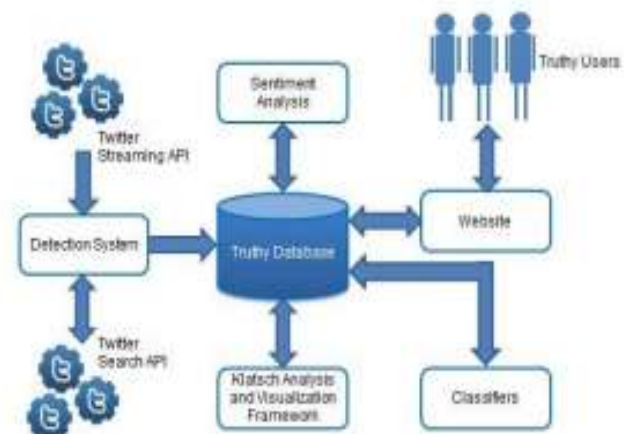 Sentiment
Analysis
Truthy Users
Twitter
Streaming API
Detection System
Truthy Database
Website
Twitter
Search API
Klatsch Analysis
and Visualization
Framework
Classifiers